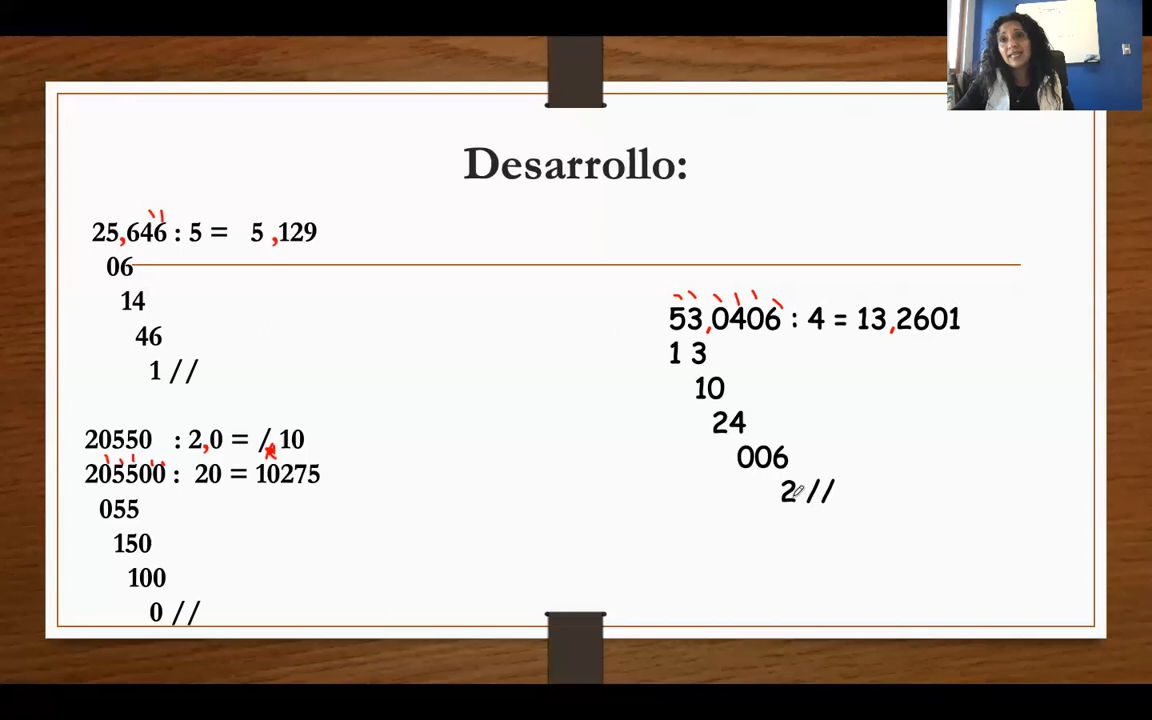 Desarrollo:
25,646 : 5 = 5 ,129
06
14
46
1 //
20550 : 2,0 = /. 10
205500 : 20 = 10275
055
150
100
0 //
53,0406 : 4 = 13,2601
1 3
10
24
006
2 //